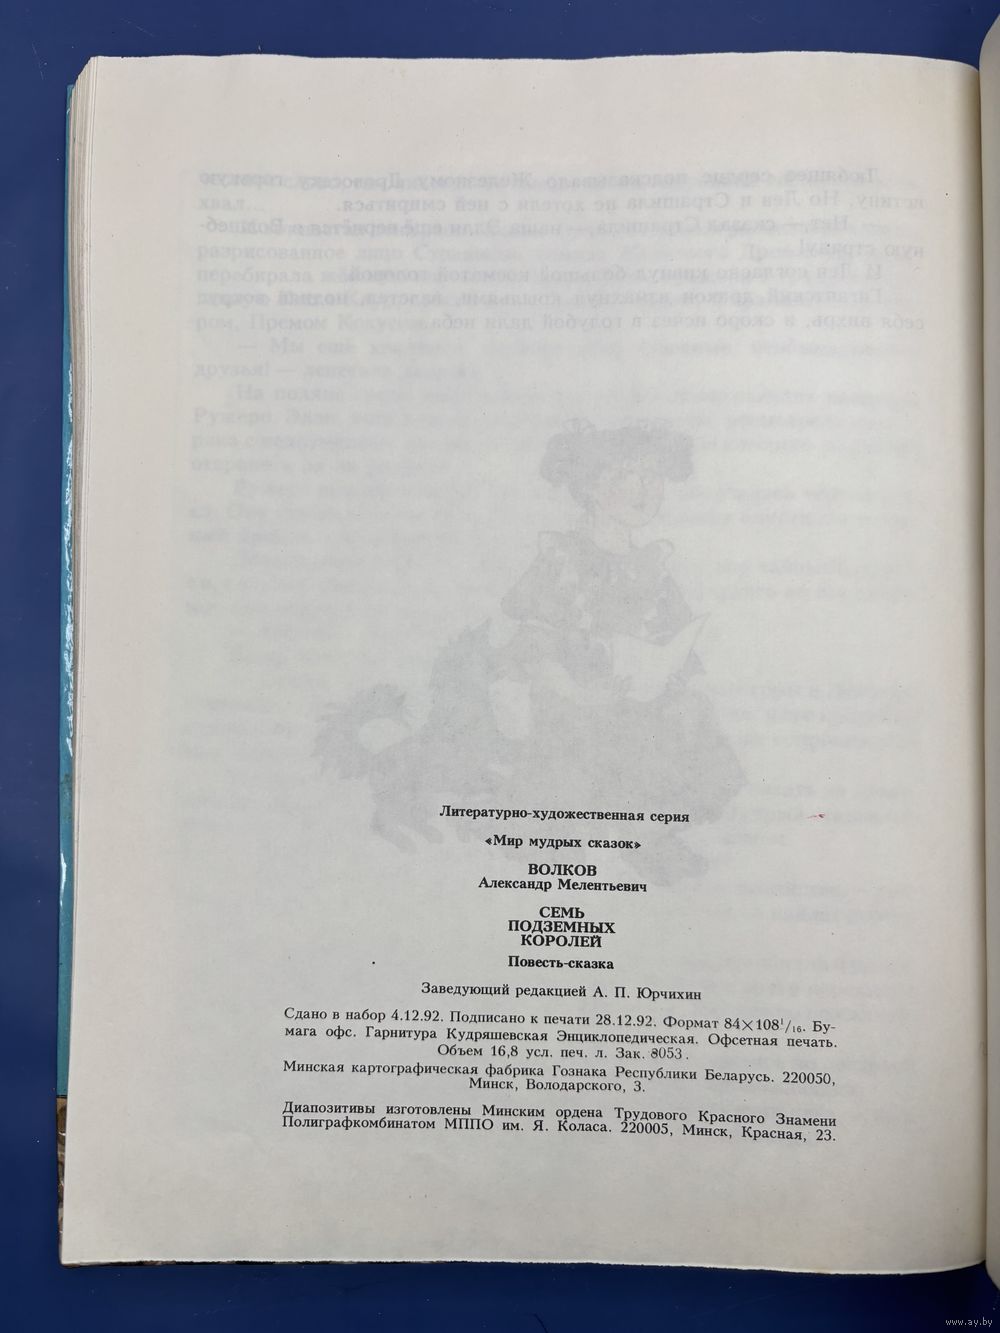 Литературно-художественная серия
«Мир мудрых сказок»
ВОЛКОВ
Александр Мелентьевич
СЕМЬ
ПОДЗЕМНЫХ
КОРОЛЕЙ
Повесть-сказка
Заведующий редакцией А. П. Юрчихин
Сдано в набор 4.12.92. Подписано к печати 28.12.92. Формат 84×108¹/₁₆. Бу-
мага офс. Гарнитура Кудряшевская Энциклопедическая. Офсетная печать.
Объем 16,8 усл. печ. л. Зак. 8053.
Минская картографическая фабрика Гознака Республики Беларусь. 220050,
Минск, Володарского, 3.
Диапозитивы изготовлены Минским ордена Трудового Красного Знамени
Полиграфкомбинатом МППО им. Я. Коласа. 220005, Минск, Красная, 23.
www.ay.by